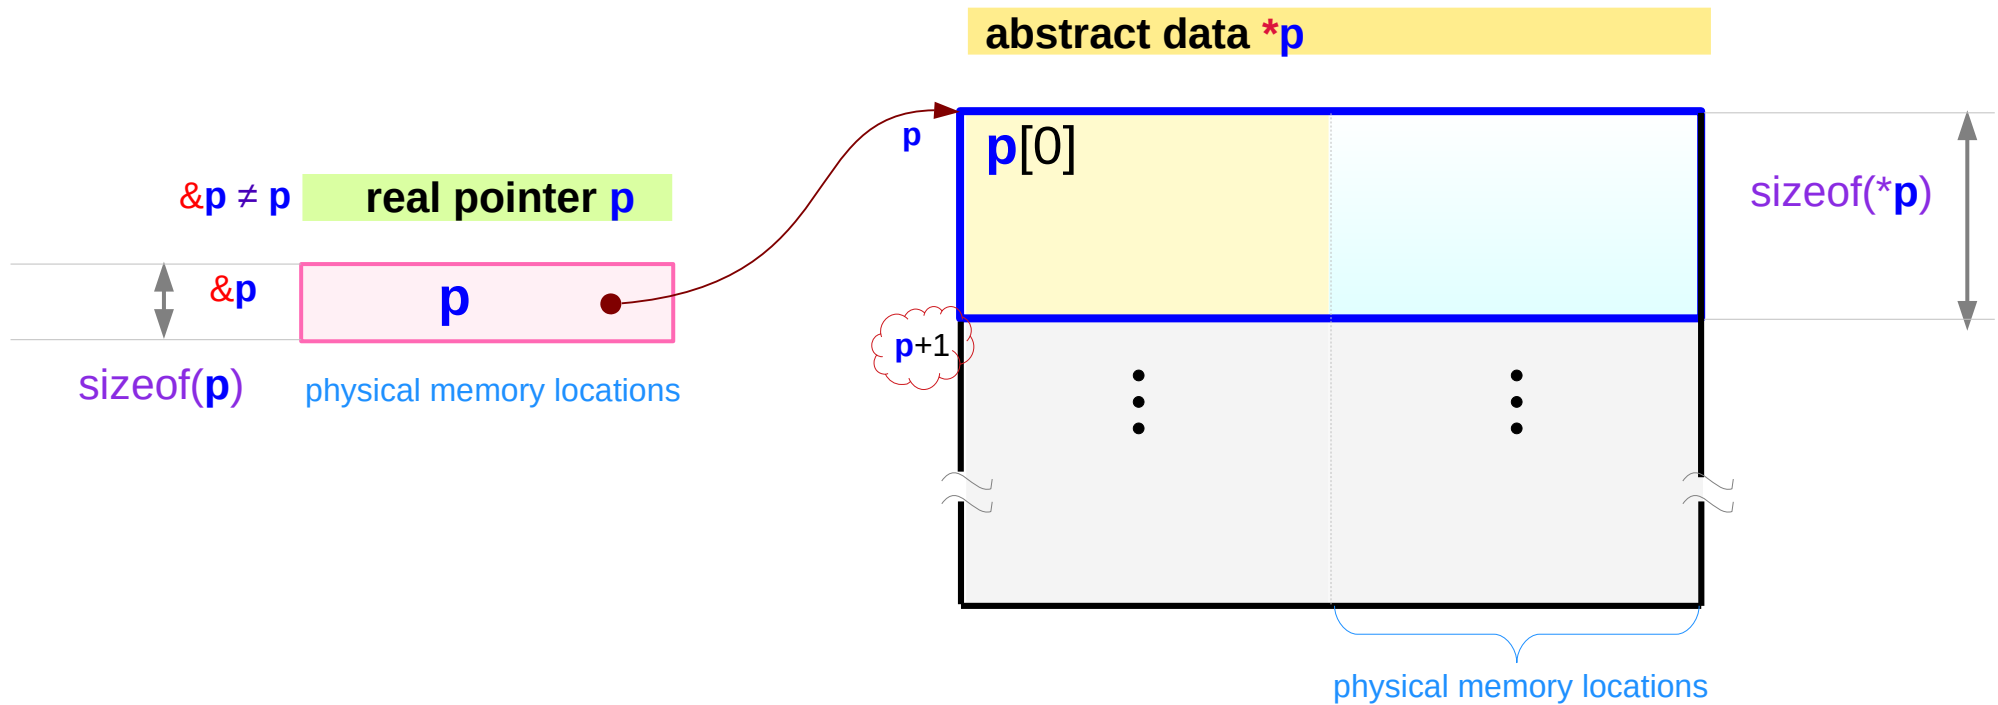 abstract data *p
p
p[0]
sizeof(*p)
&p ≠ p
real pointer p
&p
p
p+1
sizeof(p)
physical memory locations
physical memory locations